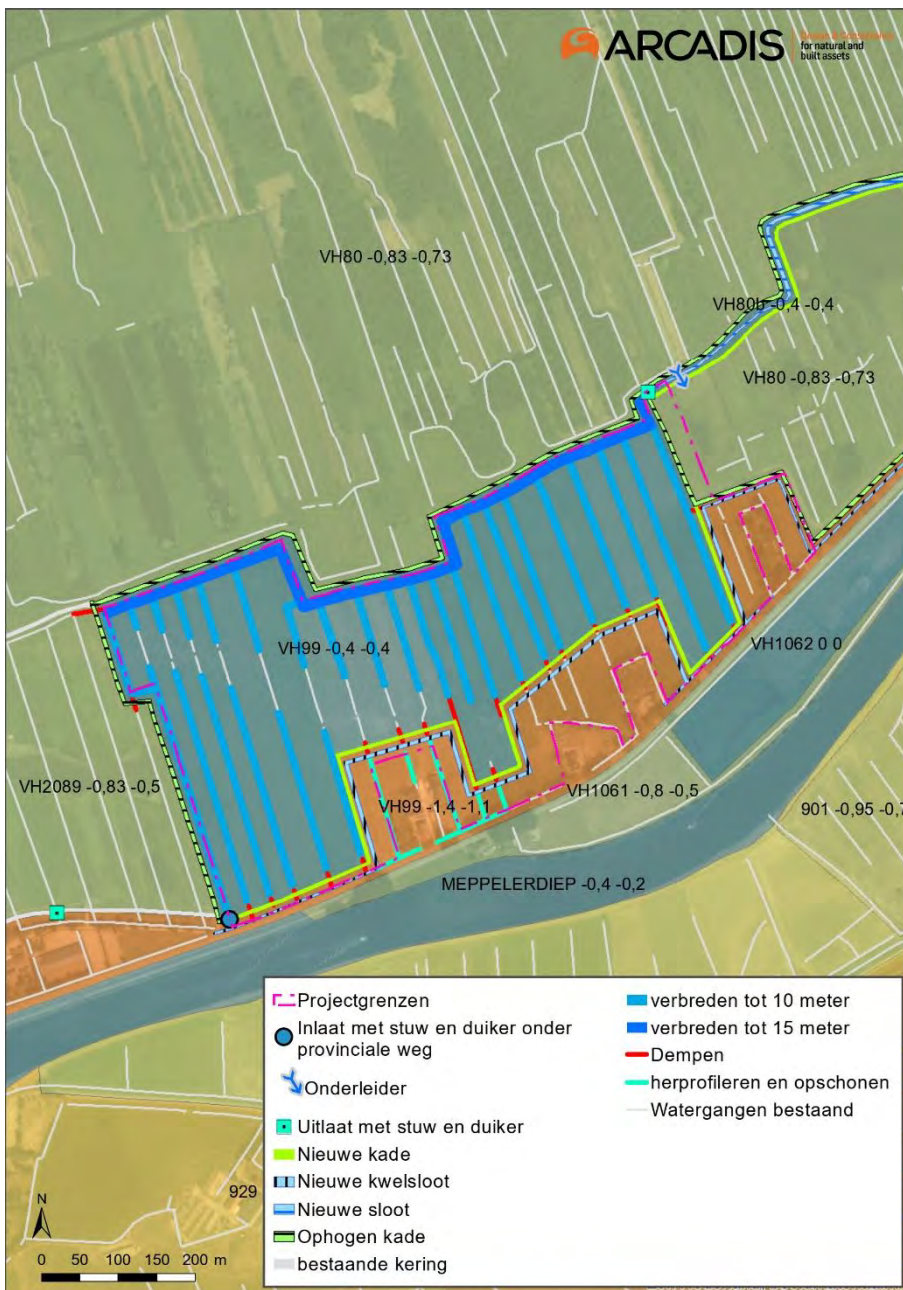 ARCADIS
Design & Consultancy
for natural and
built assets
VH80 -0,83 -0,73
VH80b -0,4 -0,4
VH80 -0,83 -0,73
VH99 -0,4 -0,4
VH1062 0 0
VH2089 -0,83 -0,5
VH99 -1,4 -1,1
VH1061 -0,8 -0,5
901 -0,95 -0,7
MEPPELERDIEP -0,4 -0,2
929
N
0 50 100 150 200 m
Projectgrenzen
Inlaat met stuw en duiker onder
provinciale weg
Onderleider
Uitlaat met stuw en duiker
Nieuwe kade
Nieuwe kwelsloot
Nieuwe sloot
Ophogen kade
bestaande kering
verbreden tot 10 meter
verbreden tot 15 meter
Dempen
herprofileren en opschonen
Watergangen bestaand